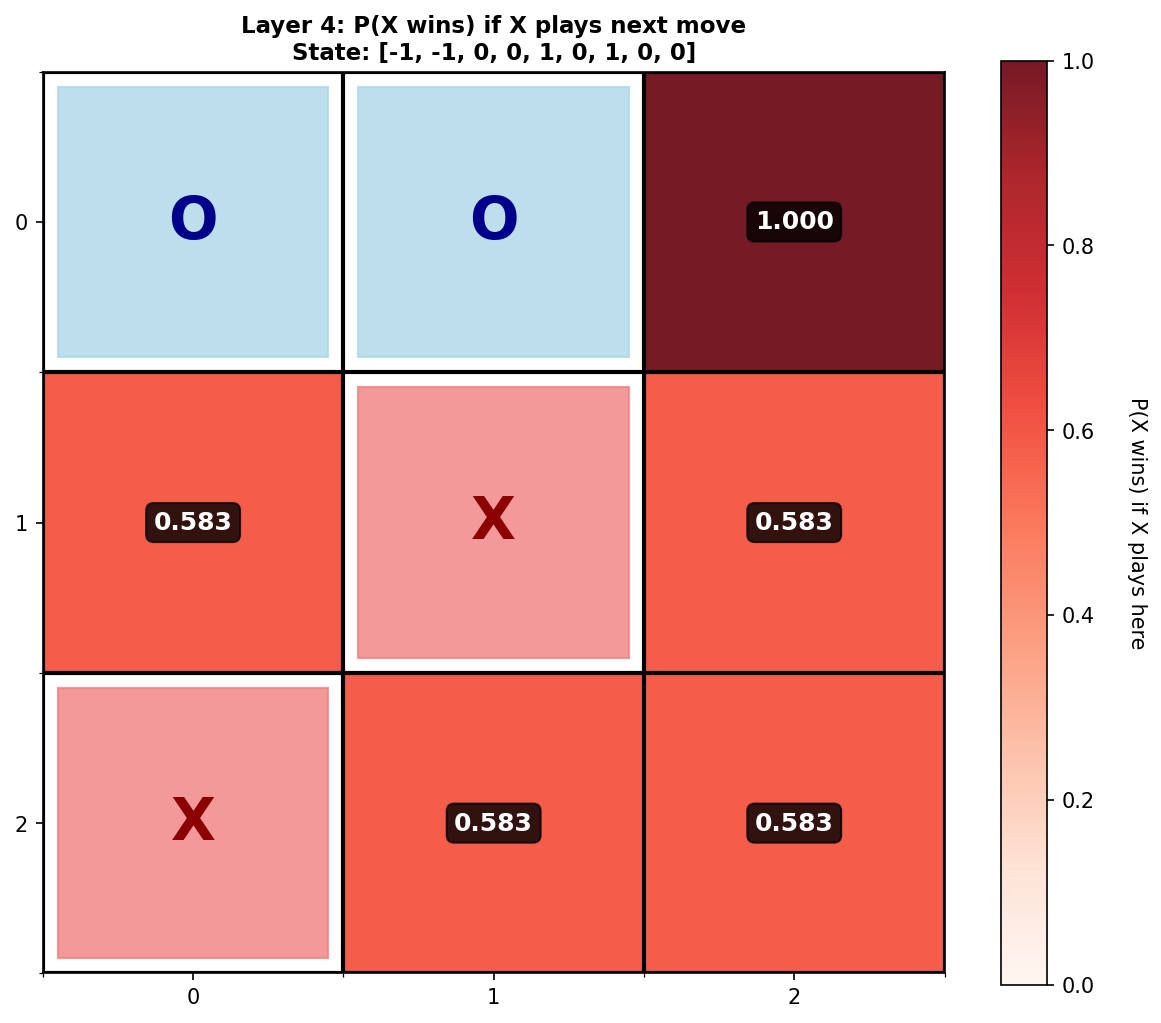 Layer 4: P(X wins) if X plays next move
State: [-1, -1, 0, 0, 1, 0, 1, 0, 0]
0
O
O
1.000
1
0.583
X
0.583
2
X
0.583
0.583
0
1
2
1.0
0.8
0.6
0.4
0.2
0.0
P(X wins) if X plays here